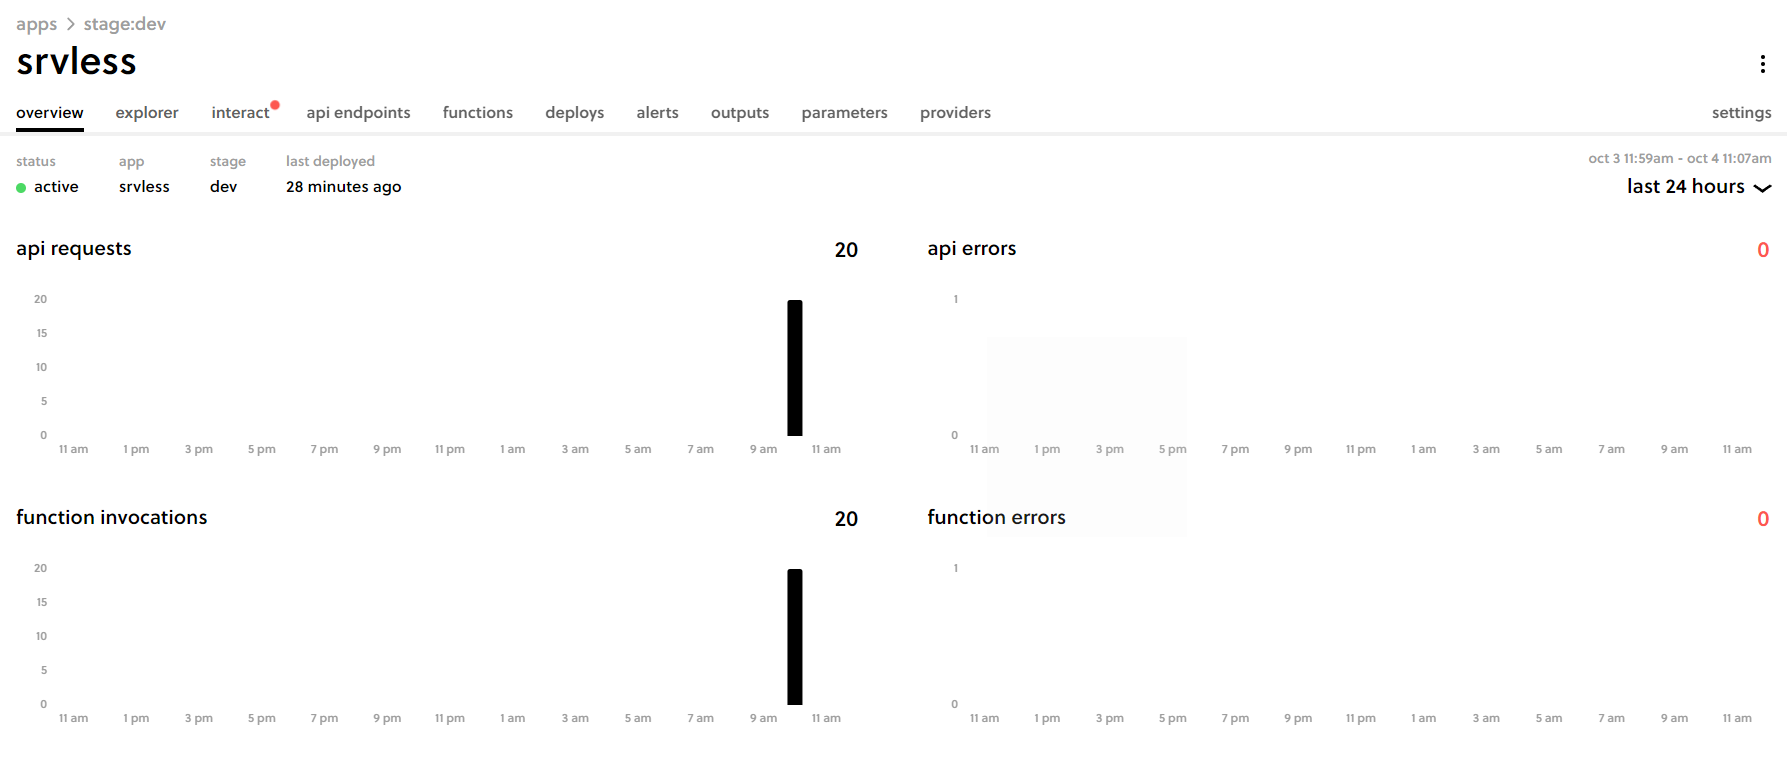 apps > stage:dev
srvless
overview explorer interact api endpoints functions deploys alerts outputs parameters providers settings
status app stage last deployed oct 3 11:59am - oct 4 11:07am
active srvless dev 28 minutes ago last 24 hours
api requests 20
20
15
10
5
0
11 am 1 pm 3 pm 5 pm 7 pm 9 pm 11 pm 1 am 3 am 5 am 7 am 9 am 11 am
api errors 0
1
0
11 am 1 pm 3 pm 5 pm 7 pm 9 pm 11 pm 1 am 3 am 5 am 7 am 9 am 11 am
function invocations 20
20
15
10
5
0
11 am 1 pm 3 pm 5 pm 7 pm 9 pm 11 pm 1 am 3 am 5 am 7 am 9 am 11 am
function errors 0
1
0
11 am 1 pm 3 pm 5 pm 7 pm 9 pm 11 pm 1 am 3 am 5 am 7 am 9 am 11 am